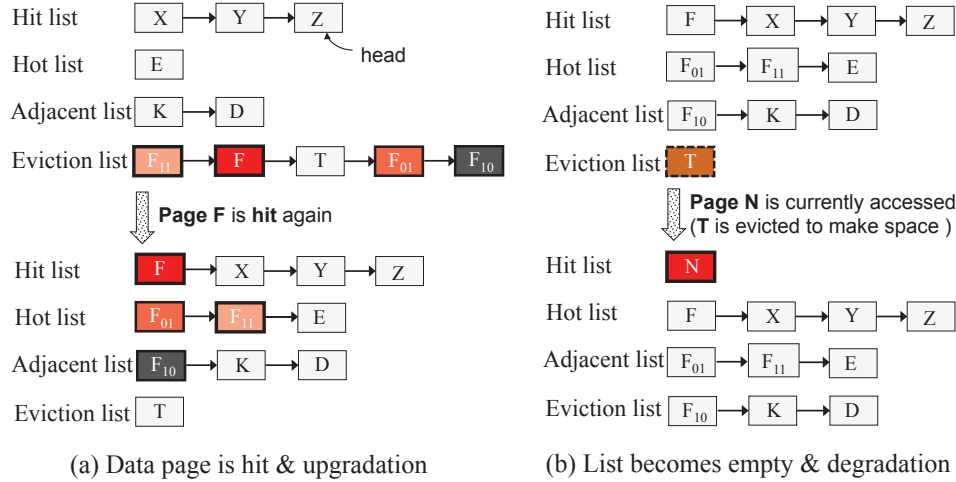 Hit list X Y Z
head
Hot list E
Adjacent list K D
Eviction list F₁₁ F T F₀₁ F₁₀
Page F is hit again
Hit list F X Y Z
Hot list F₀₁ F₁₁ E
Adjacent list F₁₀ K D
Eviction list T
(a) Data page is hit & upgradation
Hit list F X Y Z
Hot list F₀₁ F₁₁ E
Adjacent list F₁₀ K D
Eviction list T
Page N is currently accessed
(T is evicted to make space )
Hit list N
Hot list F X Y Z
Adjacent list F₀₁ F₁₁ E
Eviction list F₁₀ K D
(b) List becomes empty & degradation